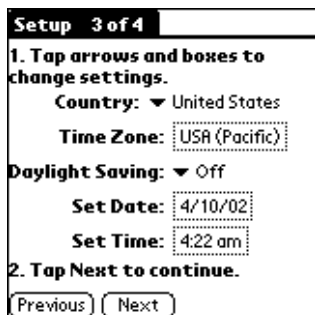 Setup 3 of 4
1. Tap arrows and boxes to
change settings.
Country: United States
Time Zone: USA (Pacific)
Daylight Saving: Off
Set Date: 4/10/02
Set Time: 4:22 am
2. Tap Next to continue.
Previous Next